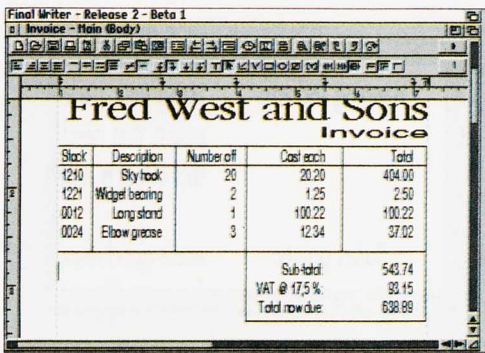 Final Writer - Release 2 - Beta 1
Invoice - Main (Body)
Fred West and Sons
Invoice
Stock Description Number off Cost each Total
1210 Sky hook 20 20.20 404.00
1221 Widget bearing 2 1.25 2.50
0012 Long stand 1 100.22 100.22
0024 Elbow grease 3 12.34 37.02
Sub-total: 543.74
VAT @ 17,5 %: 93.15
Total now due: 638.89